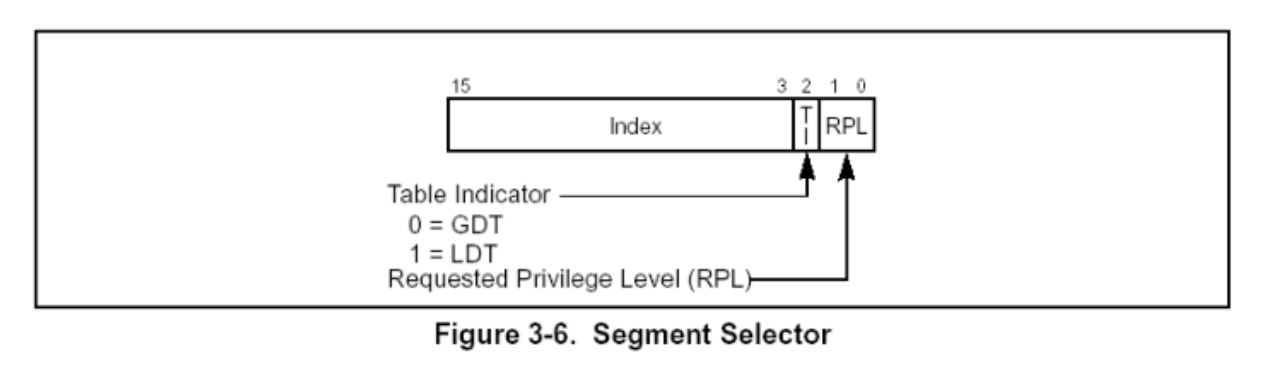 15 3 2 1 0
Index TI RPL
Table Indicator
0 = GDT
1 = LDT
Requested Privilege Level (RPL)
Figure 3-6. Segment Selector